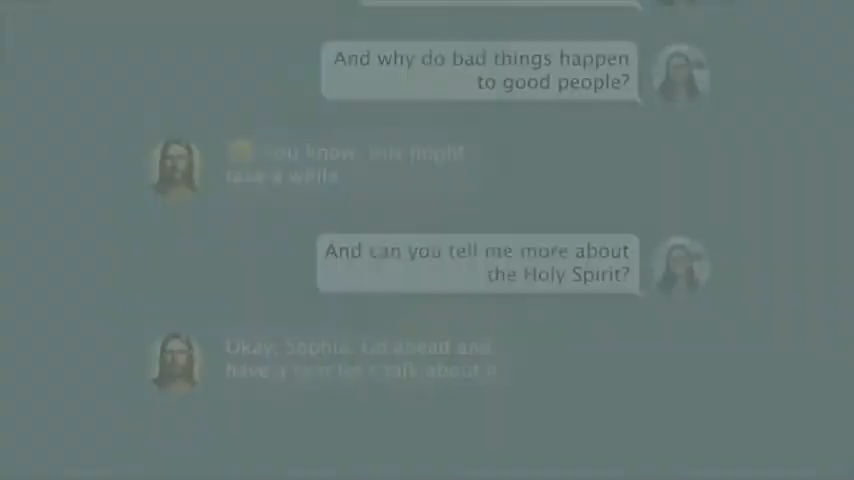 And why do bad things happen
to good people?
You know, this might
take a while
And can you tell me more about
the Holy Spirit?
Okay, Sophia. Go ahead and
have a seat let's talk about it